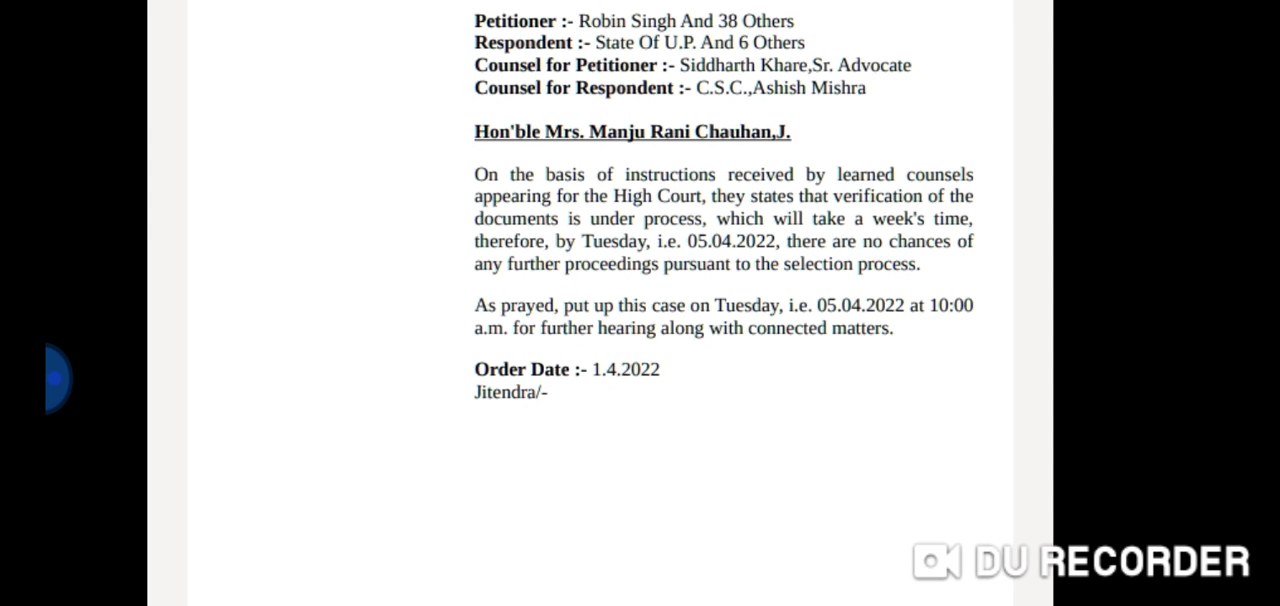 Petitioner :- Robin Singh And 38 Others
Respondent :- State Of U.P. And 6 Others
Counsel for Petitioner :- Siddharth Khare,Sr. Advocate
Counsel for Respondent :- C.S.C.,Ashish Mishra
Hon'ble Mrs. Manju Rani Chauhan,J.
On the basis of instructions received by learned counsels
appearing for the High Court, they states that verification of the
documents is under process, which will take a week's time,
therefore, by Tuesday, i.e. 05.04.2022, there are no chances of
any further proceedings pursuant to the selection process.
As prayed, put up this case on Tuesday, i.e. 05.04.2022 at 10:00
a.m. for further hearing along with connected matters.
Order Date :- 1.4.2022
Jitendra/-
DU RECORDER